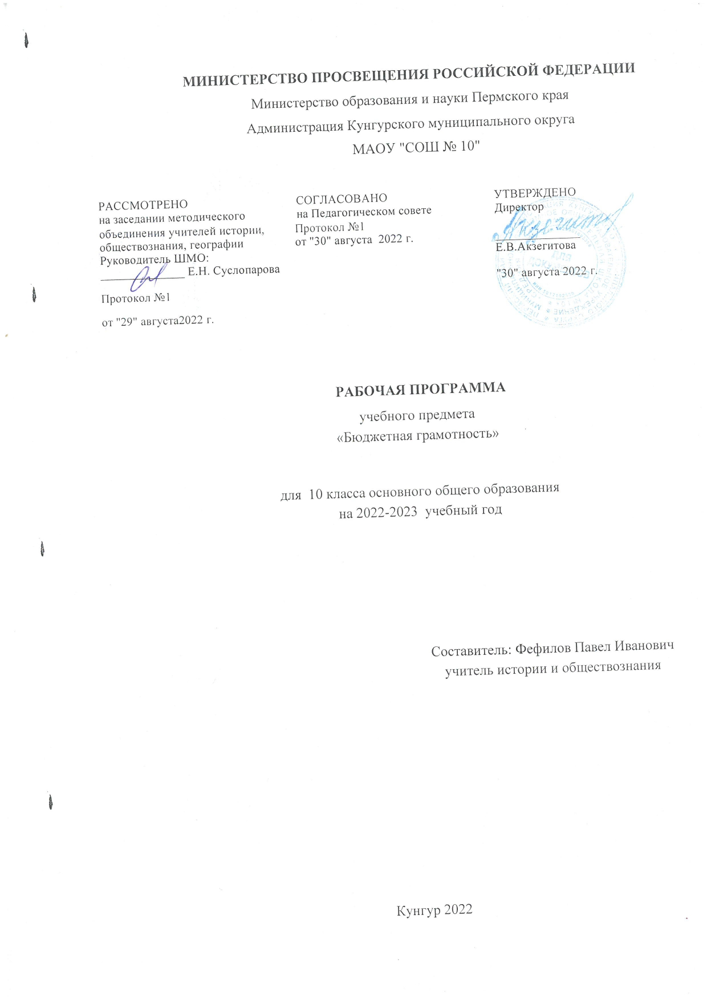 МИНИСТЕРСТВО ПРОСВЕЩЕНИЯ РОССИЙСКОЙ ФЕДЕРАЦИИ
Министерство образования и науки Пермского края
Администрация Кунгурского муниципального округа
МАОУ "СОШ № 10"
РАССМОТРЕНО
на заседании методического
объединения учителей истории,
обществознания, географии
Руководитель ШМО:
Е.Н. Суслопарова
Протокол №1
от "29" августа2022 г.
СОГЛАСОВАНО
на Педагогическом совете
Протокол №1
от "30" августа 2022 г.
УТВЕРЖДЕНО
Директор
Акзегитова
Е.В.Акзегитова
"30" августа 2022 г.
ДЛЯ
РАБОЧАЯ ПРОГРАММА
учебного предмета
«Бюджетная грамотность»
для 10 класса основного общего образования
на 2022-2023 учебный год
Составитель: Фефилов Павел Иванович
учитель истории и обществознания
Кунгур 2022